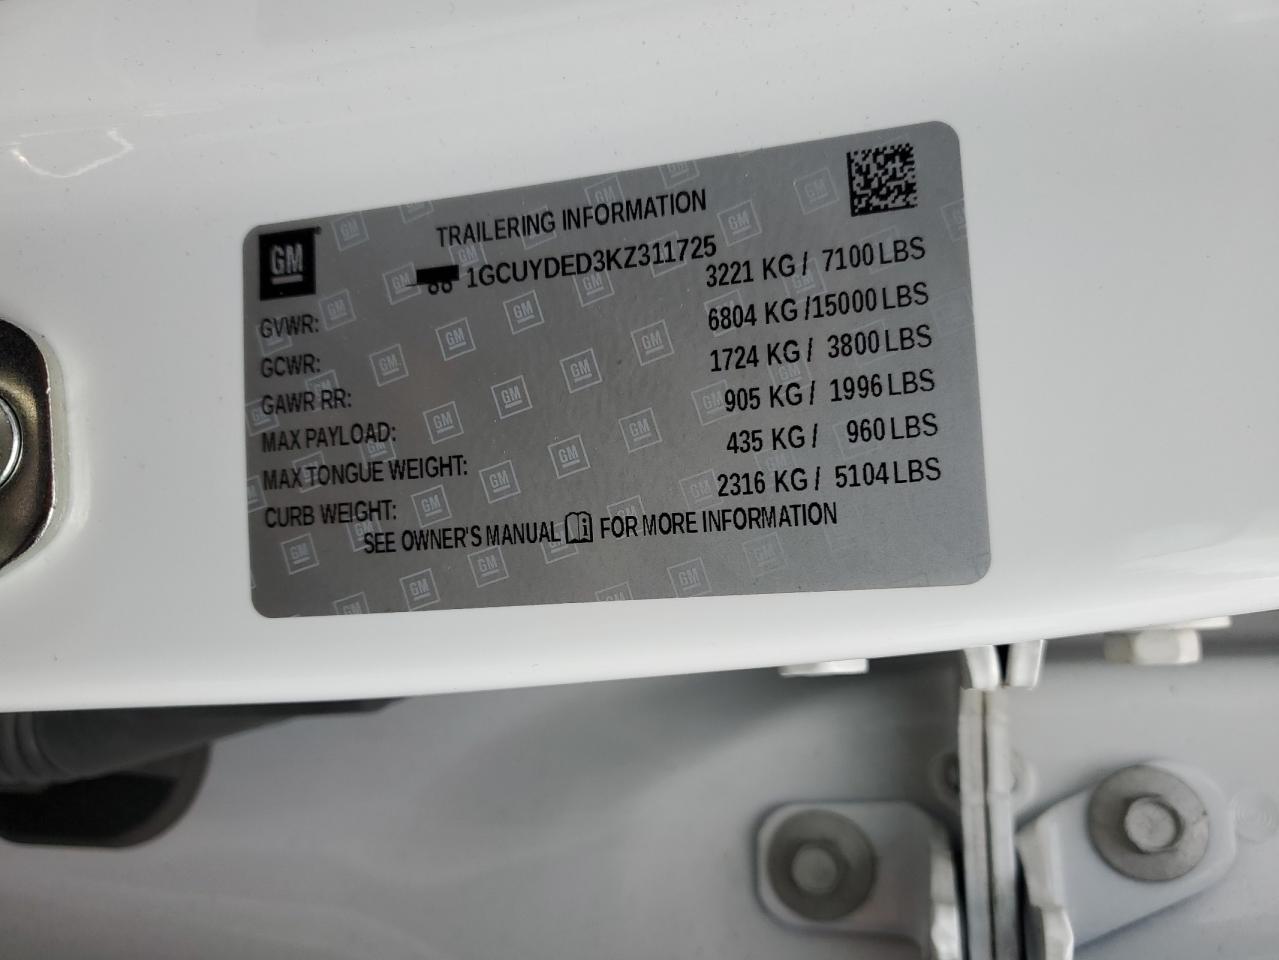 GM
TRAILERING INFORMATION
1GCUYDED3KZ311725
GVWR: 3221 KG / 7100 LBS
GCWR: 6804 KG /15000 LBS
GAWR RR: 1724 KG / 3800 LBS
MAX PAYLOAD: 905 KG / 1996 LBS
MAX TONGUE WEIGHT: 435 KG / 960 LBS
CURB WEIGHT: 2316 KG / 5104 LBS
SEE OWNER'S MANUAL FOR MORE INFORMATION